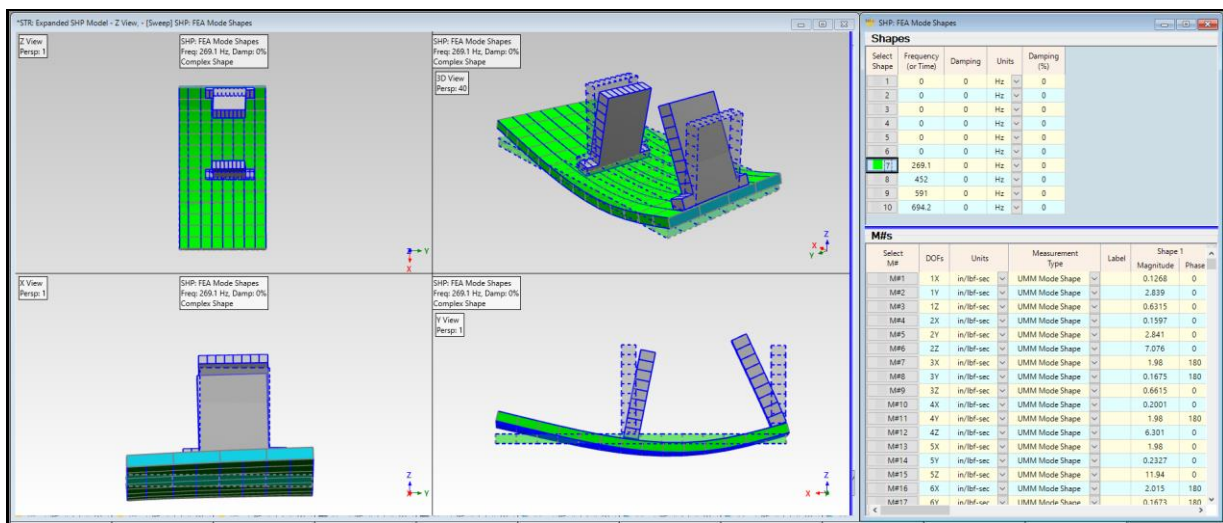 *STR: Expanded SHP Model - Z View, - [Sweep] SHP: FEA Mode Shapes
Z View
Persp: 1
SHP: FEA Mode Shapes
Freq: 269.1 Hz, Damp: 0%
Complex Shape
Y
X
SHP: FEA Mode Shapes
Freq: 269.1 Hz, Damp: 0%
Complex Shape
3D View
Persp: 40
Z
X
Y
X View
Persp: 1
SHP: FEA Mode Shapes
Freq: 269.1 Hz, Damp: 0%
Complex Shape
Z
Y
SHP: FEA Mode Shapes
Freq: 269.1 Hz, Damp: 0%
Complex Shape
Y View
Persp: 1
Z
X
SHP: FEA Mode Shapes
Shapes
Select Shape Frequency (or Time) Damping Units Damping (%)
1 0 0 Hz 0
2 0 0 Hz 0
3 0 0 Hz 0
4 0 0 Hz 0
5 0 0 Hz 0
6 0 0 Hz 0
7 269.1 0 Hz 0
8 452 0 Hz 0
9 591 0 Hz 0
10 694.2 0 Hz 0
M#s
Select M# DOFs Units Measurement Type Label Shape 1
Magnitude Phase
M#1 1X in/lbf-sec UMM Mode Shape 0.1268 0
M#2 1Y in/lbf-sec UMM Mode Shape 2.839 0
M#3 1Z in/lbf-sec UMM Mode Shape 0.6315 0
M#4 2X in/lbf-sec UMM Mode Shape 0.1597 0
M#5 2Y in/lbf-sec UMM Mode Shape 2.841 0
M#6 2Z in/lbf-sec UMM Mode Shape 7.076 0
M#7 3X in/lbf-sec UMM Mode Shape 1.98 180
M#8 3Y in/lbf-sec UMM Mode Shape 0.1675 180
M#9 3Z in/lbf-sec UMM Mode Shape 0.6615 0
M#10 4X in/lbf-sec UMM Mode Shape 0.2001 0
M#11 4Y in/lbf-sec UMM Mode Shape 1.98 180
M#12 4Z in/lbf-sec UMM Mode Shape 6.301 0
M#13 5X in/lbf-sec UMM Mode Shape 1.98 0
M#14 5Y in/lbf-sec UMM Mode Shape 0.2327 0
M#15 5Z in/lbf-sec UMM Mode Shape 11.94 0
M#16 6X in/lbf-sec UMM Mode Shape 2.015 180
M#17 6Y in/lbf-sec UMM Mode Shape 0.1673 180